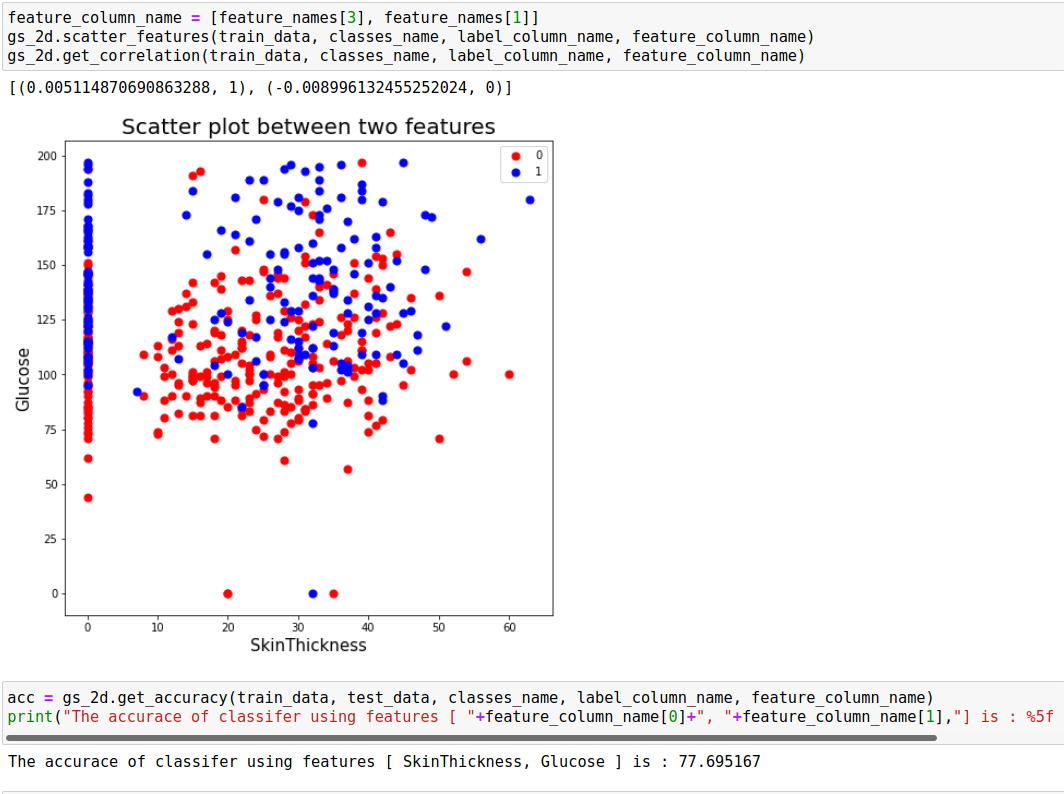 feature_column_name = [feature_names[3], feature_names[1]]
gs_2d.scatter_features(train_data, classes_name, label_column_name, feature_column_name)
gs_2d.get_correlation(train_data, classes_name, label_column_name, feature_column_name)
[(0.005114870690863288, 1), (-0.008996132455252024, 0)]
Scatter plot between two features
0
1
200
175
150
125
100
75
50
25
0
Glucose
0 10 20 30 40 50 60
SkinThickness
acc = gs_2d.get_accuracy(train_data, test_data, classes_name, label_column_name, feature_column_name)
print("The accurace of classifer using features [ "+feature_column_name[0]+", "+feature_column_name[1],"] is : %5f
The accurace of classifer using features [ SkinThickness, Glucose ] is : 77.695167